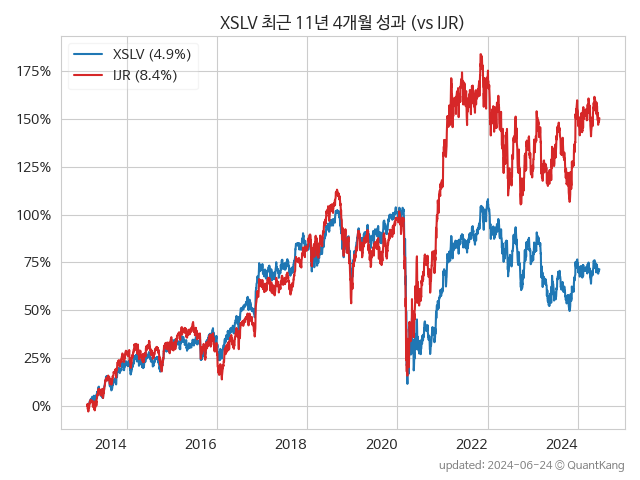 XSLV 최근 11년 4개월 성과 (vs IJR)
XSLV (4.9%)
IJR (8.4%)
175%
150%
125%
100%
75%
50%
25%
0%
2014 2016 2018 2020 2022 2024
updated: 2024-06-24 © QuantKang